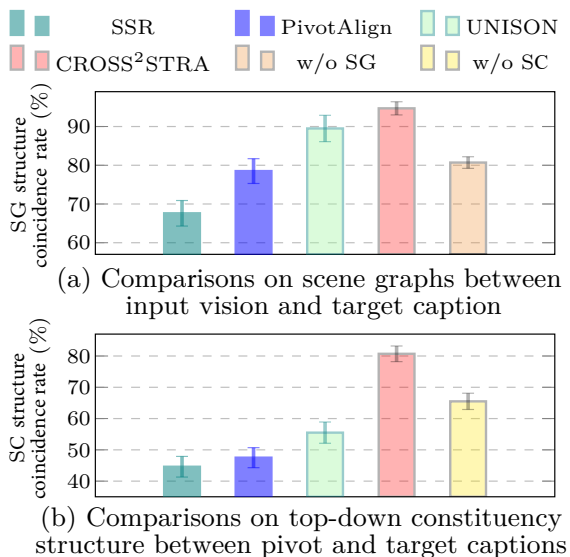 SSR PivotAlign UNISON
CROSS²STRA w/o SG w/o SC
SG structure
coincidence rate (%)
90
80
70
60
(a) Comparisons on scene graphs between
input vision and target caption
SC structure
coincidence rate (%)
80
70
60
50
40
(b) Comparisons on top-down constituency
structure between pivot and target captions